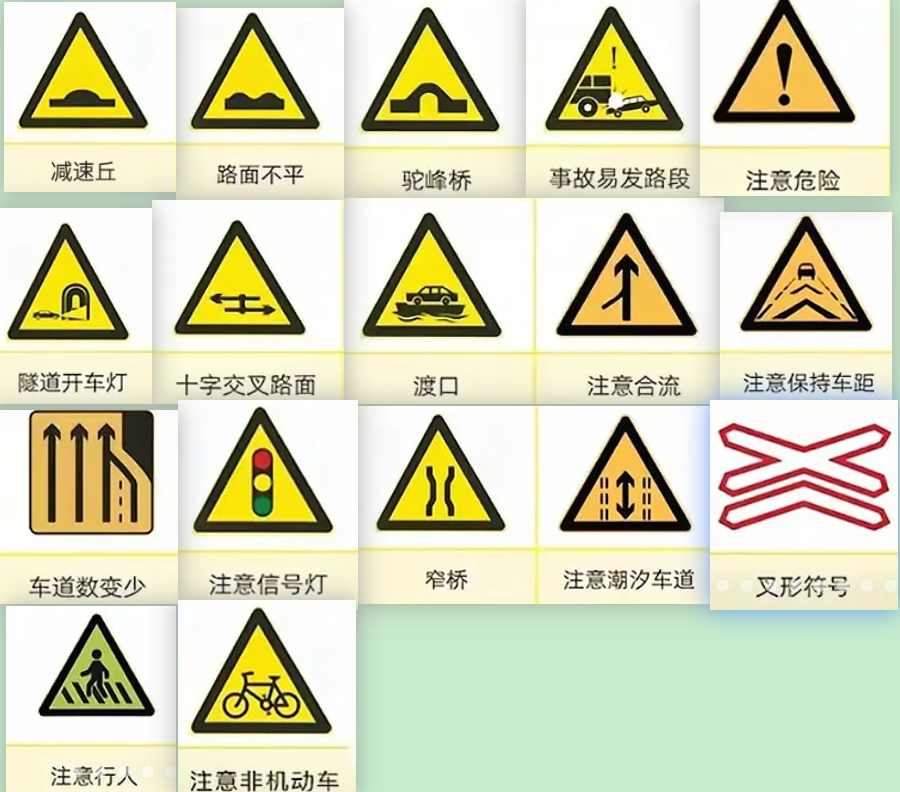 减速丘
路面不平
驼峰桥
事故易发路段
注意危险
隧道开车灯
十字交叉路面
渡口
注意合流
注意保持车距
车道数变少
注意信号灯
窄桥
注意潮汐车道
叉形符号
注意行人
注意非机动车